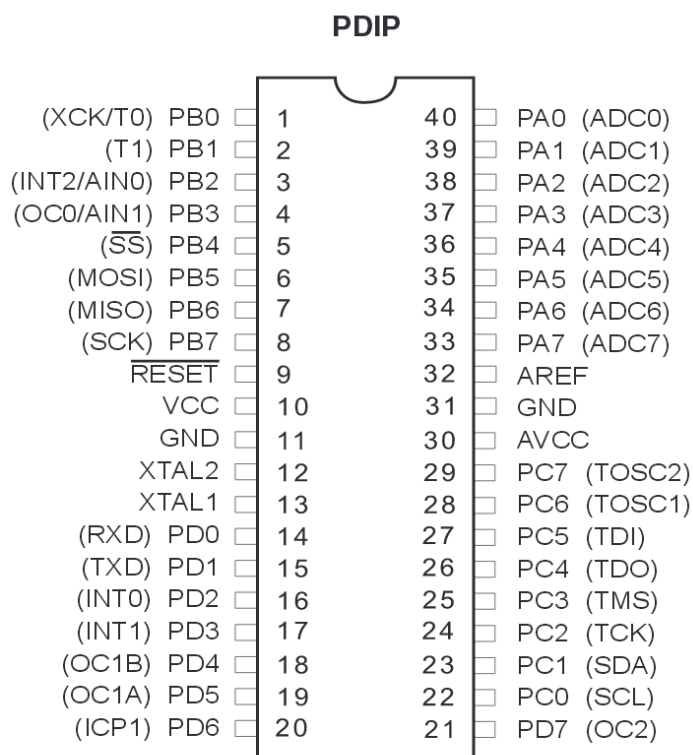 PDIP
(XCK/T0) PB0 1 40 PA0 (ADC0)
(T1) PB1 2 39 PA1 (ADC1)
(INT2/AIN0) PB2 3 38 PA2 (ADC2)
(OC0/AIN1) PB3 4 37 PA3 (ADC3)
(SS) PB4 5 36 PA4 (ADC4)
(MOSI) PB5 6 35 PA5 (ADC5)
(MISO) PB6 7 34 PA6 (ADC6)
(SCK) PB7 8 33 PA7 (ADC7)
RESET 9 32 AREF
VCC 10 31 GND
GND 11 30 AVCC
XTAL2 12 29 PC7 (TOSC2)
XTAL1 13 28 PC6 (TOSC1)
(RXD) PD0 14 27 PC5 (TDI)
(TXD) PD1 15 26 PC4 (TDO)
(INT0) PD2 16 25 PC3 (TMS)
(INT1) PD3 17 24 PC2 (TCK)
(OC1B) PD4 18 23 PC1 (SDA)
(OC1A) PD5 19 22 PC0 (SCL)
(ICP1) PD6 20 21 PD7 (OC2)